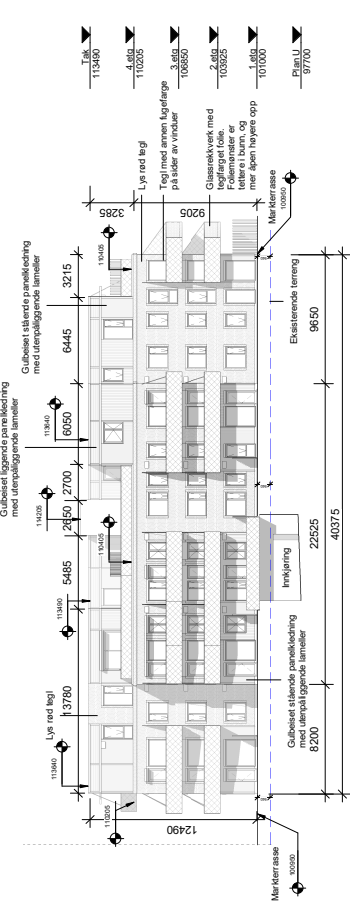 Tak
113490
4.etg
110205
3.etg
106850
2.etg
103925
1.etg
101000
Plan U
97700
Lys rød tegl
Tegl med annen fugefarge
på sider av vinduer
Glassrekkverk med
teglfarget folie.
Foliemønster er
tettere i bunn, og
mer åpen høyere opp
Markterrasse
100950
3285
9205
Gulbeiset stående panelkledning
med utenpåliggende lameller
Gulbeiset liggende panelkledning
med utenpåliggende lameller
110405
3215
6445
6050
2700
2650
5485
13780
113640
114205
110405
113490
Lys rød tegl
113640
110205
12490
Eksisterende terreng
Innkjøring
Gulbeiset stående panelkledning
med utenpåliggende lameller
9650
22525
8200
40375
Markterrasse
100950